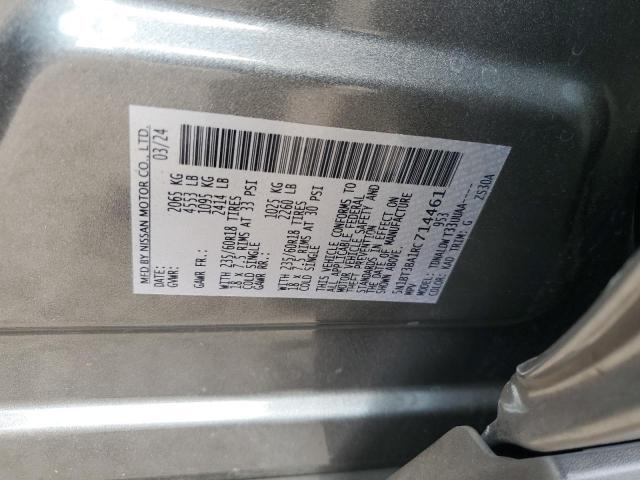 MFD BY NISSAN MOTOR CO., LTD.
DATE: 03/24
GVWR: 2065 KG
4553 LB
GAWR FR.: 1095 KG
2414 LB
WITH 235/60R18 TIRES
18 x 7.5 RIMS AT 33 PSI
COLD SINGLE
GAWR RR.: 1025 KG
2260 LB
WITH 235/60R18 TIRES
18 x 7.5 RIMS AT 30 PSI
COLD SINGLE
THIS VEHICLE CONFORMS TO ALL
APPLICABLE FEDERAL
MOTOR VEHICLE SAFETY AND
THEFT PREVENTION
STANDARDS IN EFFECT ON
THE DATE OF MANUFACTURE
SHOWN ABOVE.
714461
MPV 953
MODEL:
COLOR: KAD TRIM: G ZS30A